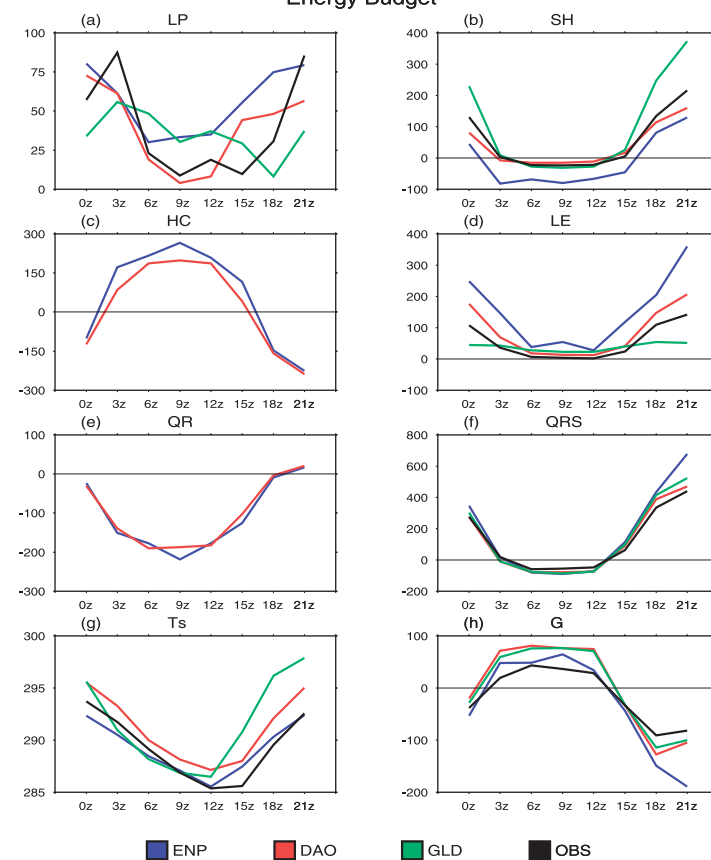 Energy Budget
(a) LP
100
75
50
25
0
0z 3z 6z 9z 12z 15z 18z 21z
(b) SH
400
300
200
100
0
-100
0z 3z 6z 9z 12z 15z 18z 21z
(c) HC
300
150
0
-150
-300
0z 3z 6z 9z 12z 15z 18z 21z
(d) LE
400
300
200
100
0
-100
0z 3z 6z 9z 12z 15z 18z 21z
(e) QR
100
0
-100
-200
-300
0z 3z 6z 9z 12z 15z 18z 21z
(f) QRS
800
600
400
200
0
-200
0z 3z 6z 9z 12z 15z 18z 21z
(g) Ts
300
295
290
285
0z 3z 6z 9z 12z 15z 18z 21z
(h) G
100
0
-100
-200
0z 3z 6z 9z 12z 15z 18z 21z
ENP DAO GLD OBS